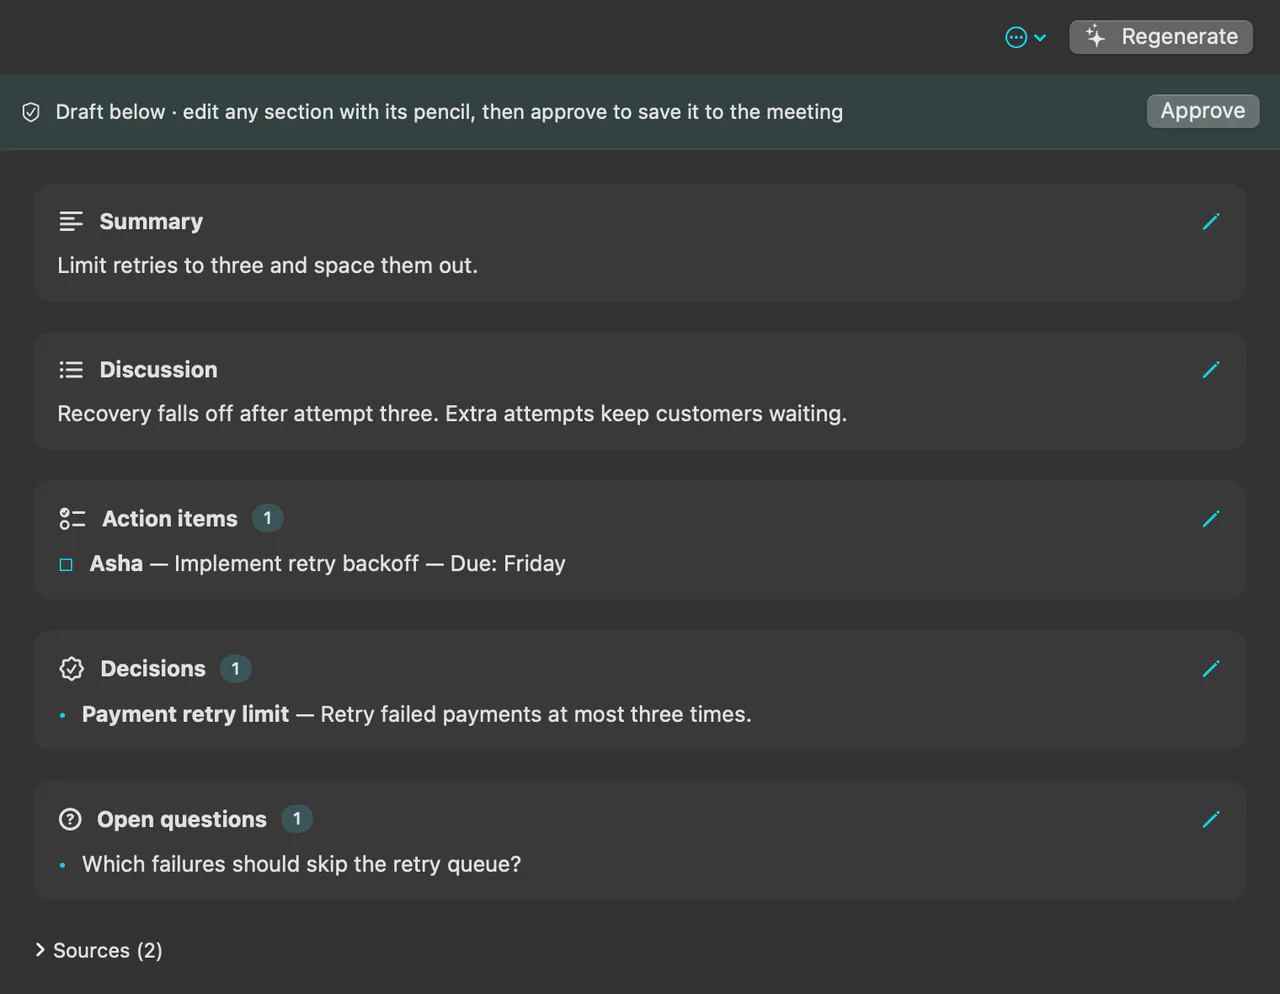 Regenerate
Draft below · edit any section with its pencil, then approve to save it to the meeting
Approve
Summary
Limit retries to three and space them out.
Discussion
Recovery falls off after attempt three. Extra attempts keep customers waiting.
Action items 1
Asha — Implement retry backoff — Due: Friday
Decisions 1
• Payment retry limit — Retry failed payments at most three times.
Open questions 1
• Which failures should skip the retry queue?
Sources (2)